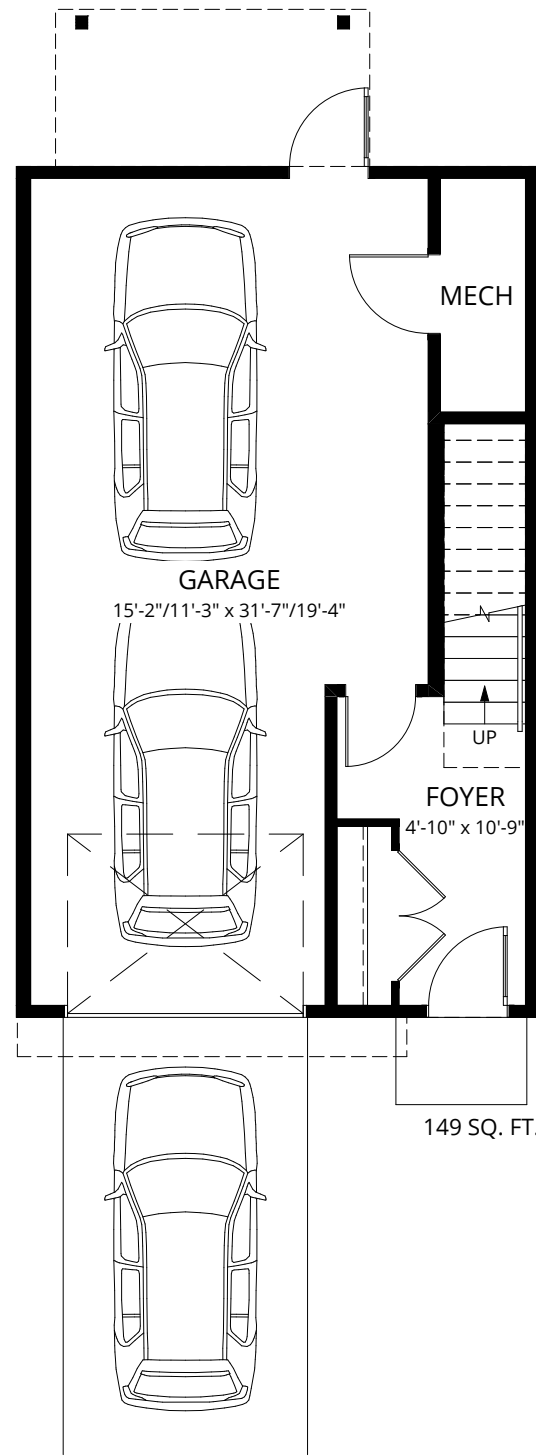 MECH
GARAGE
15'-2"/11'-3" x 31'-7"/19'-4"
UP
FOYER
4'-10" x 10'-9"
149 SQ. FT.